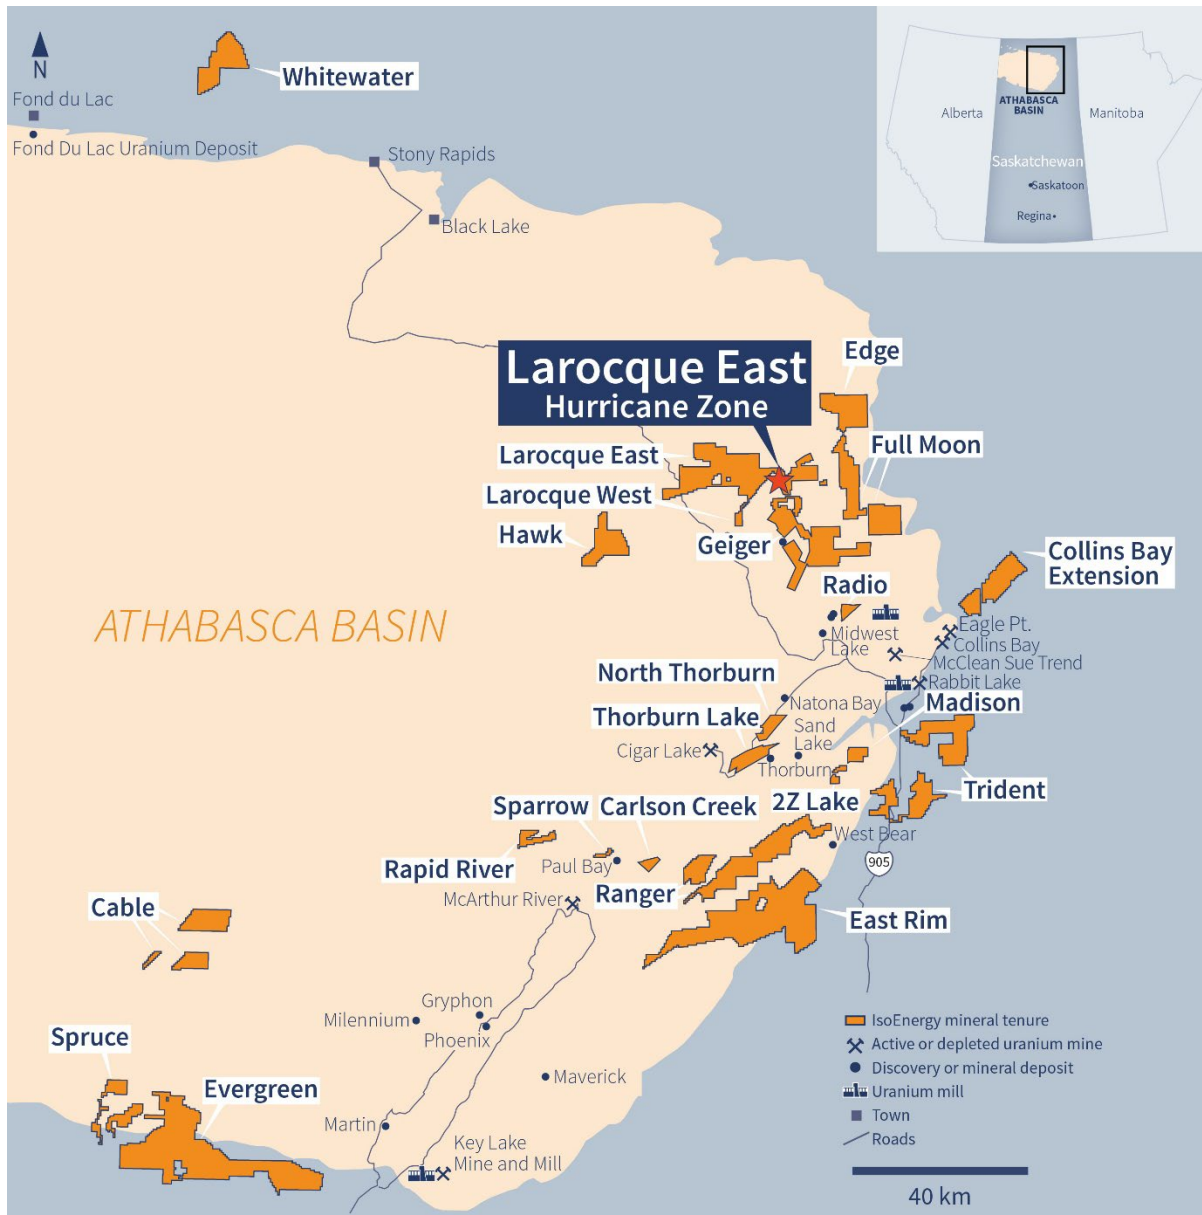 N
Whitewater
Fond du Lac
Fond Du Lac Uranium Deposit
Stony Rapids
Black Lake
Alberta
ATHABASCA
BASIN
Manitoba
Saskatchewan
Saskatoon
Regina
Edge
Larocque East
Hurricane Zone
Full Moon
Larocque East
Larocque West
Hawk
Geiger
Collins Bay
Extension
Radio
ATHABASCA BASIN
Midwest
Lake
Eagle Pt.
Collins Bay
McClean Sue Trend
Rabbit Lake
North Thorburn
Natona Bay
Madison
Thorburn Lake
Sand
Lake
Cigar Lake
Thorburn
Trident
Sparrow
Carlson Creek
2Z Lake
West Bear
905
Rapid River
Paul Bay
Ranger
McArthur River
Cable
East Rim
Gryphon
Milennium
Phoenix
Spruce
Evergreen
Maverick
Martin
Key Lake
Mine and Mill
IsoEnergy mineral tenure
Active or depleted uranium mine
Discovery or mineral deposit
Uranium mill
Town
Roads
40 km